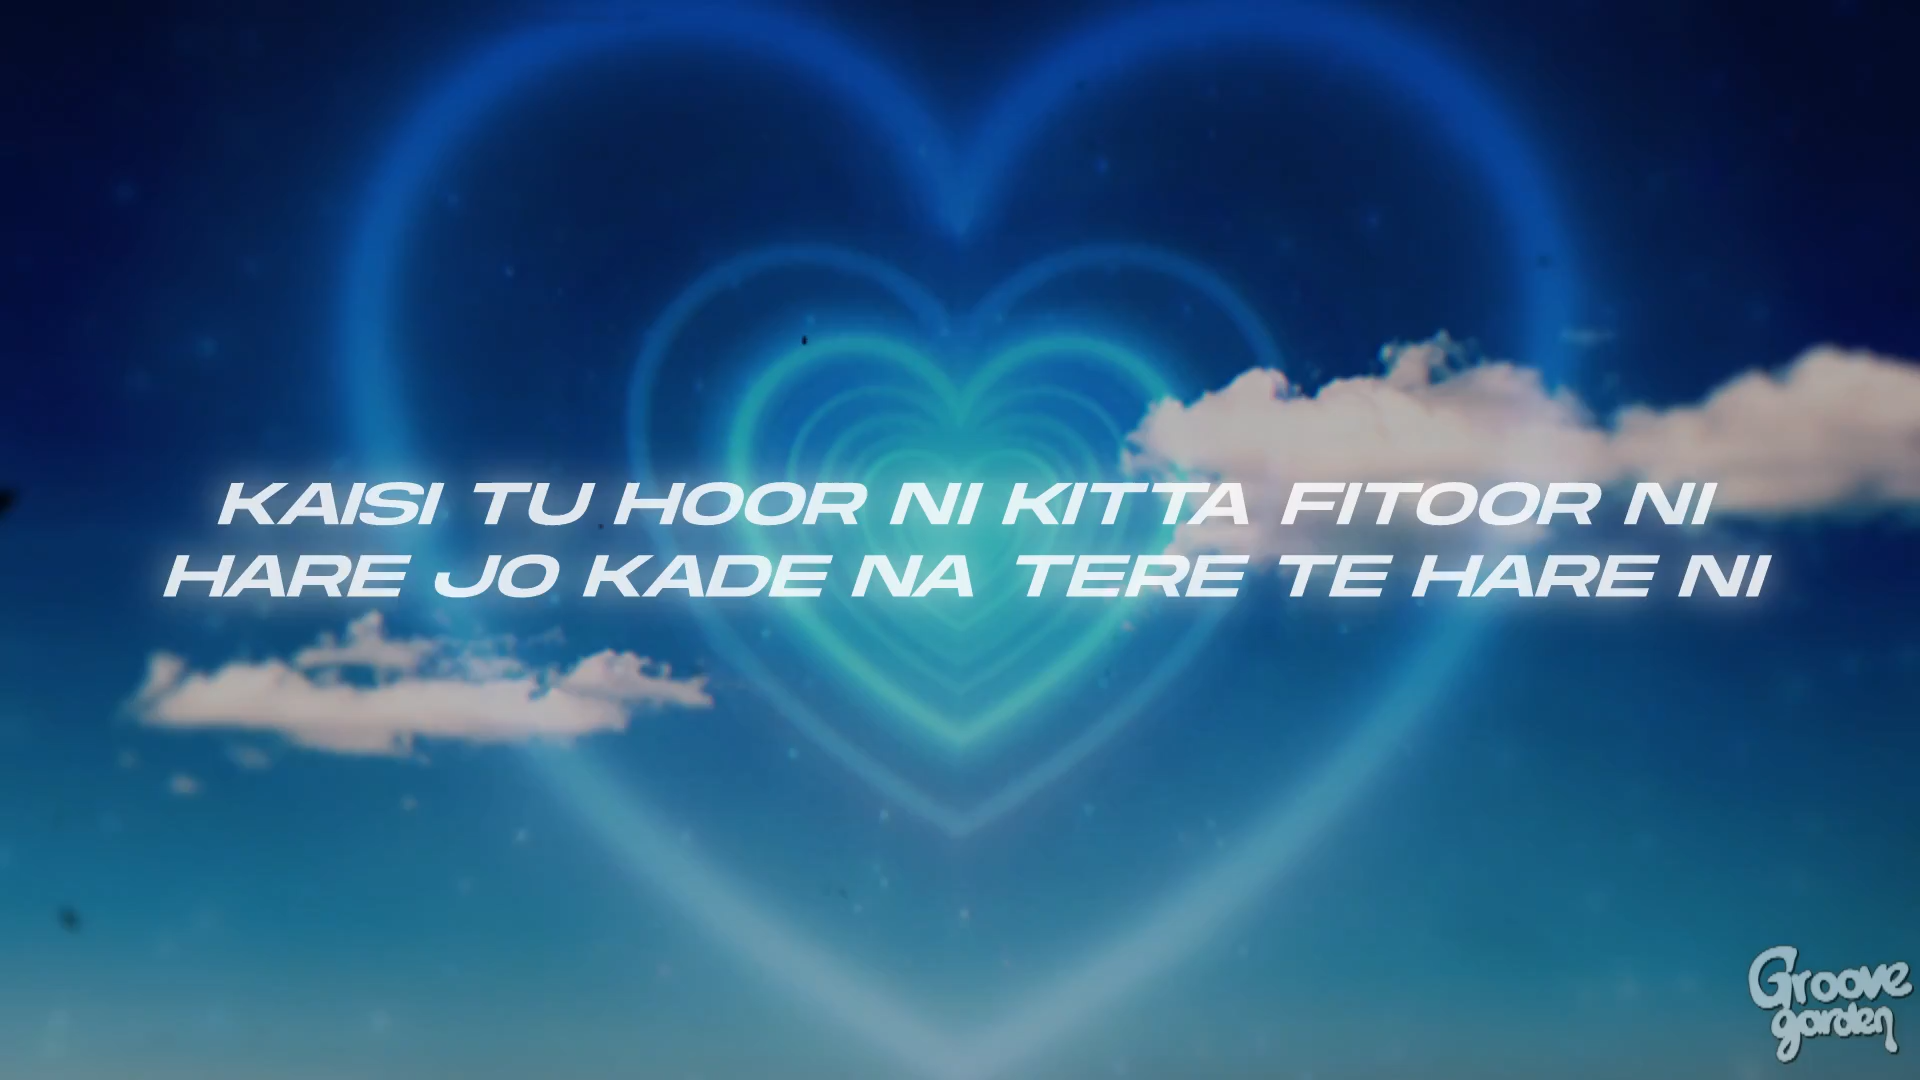 KAISI TU HOOR NI KITTA FITOOR NI
HARE JO KADE NA TERE TE HARE NI
Groove
garden